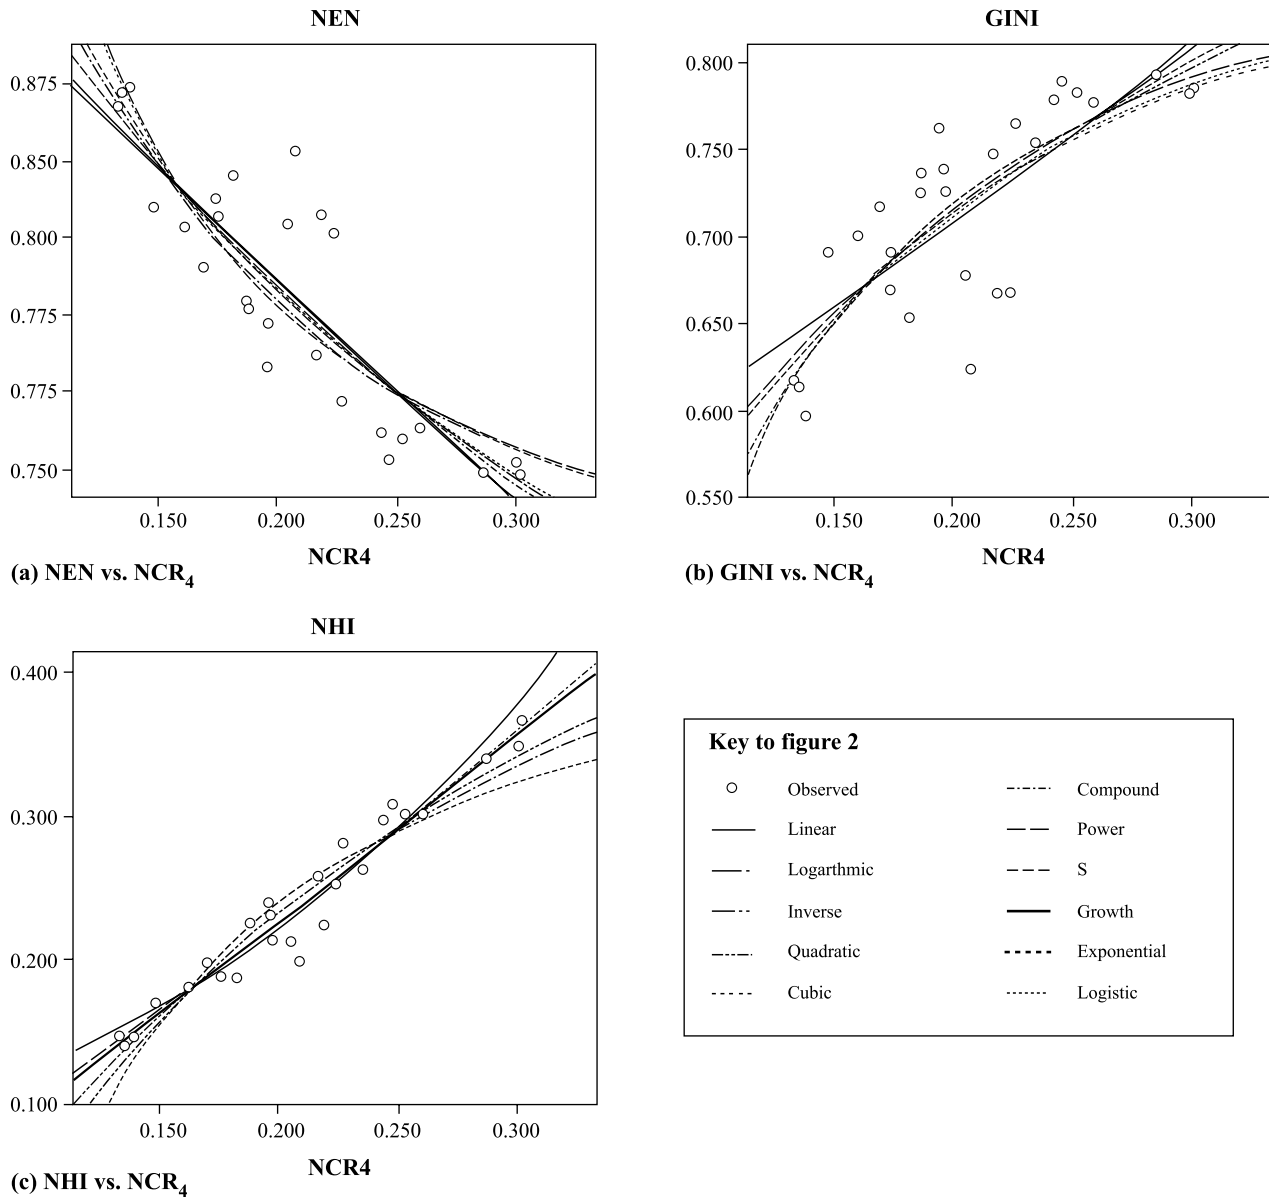 NEN
0.875
0.850
0.800
0.775
0.775
0.750
0.150 0.200 0.250 0.300
NCR4
(a) NEN vs. NCR4
GINI
0.800
0.750
0.700
0.650
0.600
0.550
0.150 0.200 0.250 0.300
NCR4
(b) GINI vs. NCR4
NHI
0.400
0.300
0.200
0.100
0.150 0.200 0.250 0.300
NCR4
(c) NHI vs. NCR4
Key to figure 2
Observed
Linear
Logarthmic
Inverse
Quadratic
Cubic
Compound
Power
S
Growth
Exponential
Logistic